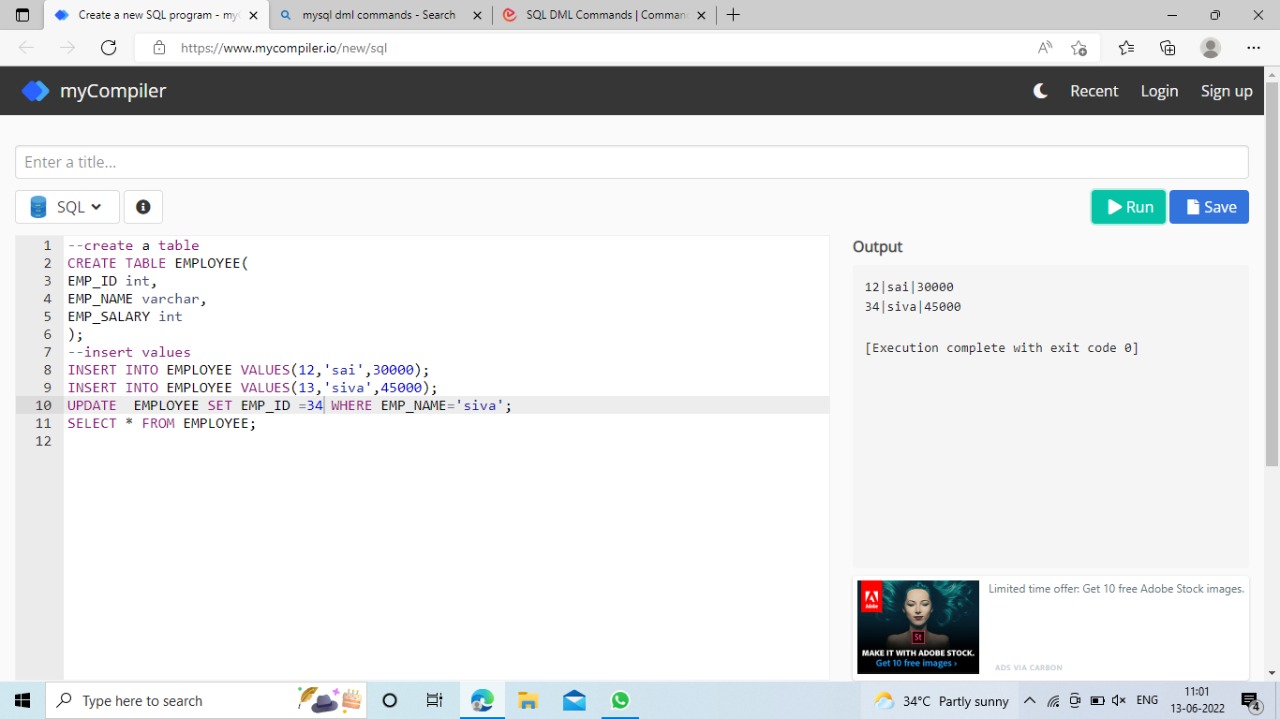 Create a new SQL program - my
mysql dml commands - Search
SQL DML Commands | Comman
https://www.mycompiler.io/new/sql
myCompiler
Recent
Login
Sign up
Enter a title...
SQL
Run
Save
1 --create a table
2 CREATE TABLE EMPLOYEE(
3 EMP_ID int,
4 EMP_NAME varchar,
5 EMP_SALARY int
6 );
7 --insert values
8 INSERT INTO EMPLOYEE VALUES(12,'sai',30000);
9 INSERT INTO EMPLOYEE VALUES(13,'siva',45000);
10 UPDATE  EMPLOYEE SET EMP_ID =34 WHERE EMP_NAME='siva';
11 SELECT * FROM EMPLOYEE;
12
Output
12|sai|30000
34|siva|45000
[Execution complete with exit code 0]
Adobe
St
MAKE IT WITH ADOBE STOCK.
Get 10 free images ›
Limited time offer: Get 10 free Adobe Stock images.
ADS VIA CARBON
Type here to search
34°C Partly sunny
ENG
11:01
13-06-2022
4